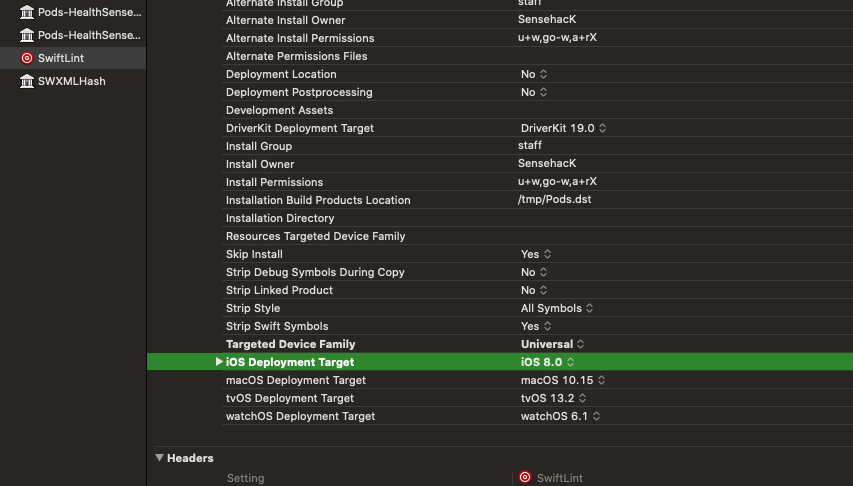 Alternate Install Group staff
Pods-HealthSense...
Alternate Install Owner SensehacK
Pods-HealthSense...
Alternate Install Permissions u+w,go-w,a+rX
SwiftLint
Alternate Permissions Files
Deployment Location No
SWXMLHash
Deployment Postprocessing No
Development Assets
DriverKit Deployment Target DriverKit 19.0
Install Group staff
Install Owner SensehacK
Install Permissions u+w,go-w,a+rX
Installation Build Products Location /tmp/Pods.dst
Installation Directory
Resources Targeted Device Family
Skip Install Yes
Strip Debug Symbols During Copy No
Strip Linked Product No
Strip Style All Symbols
Strip Swift Symbols Yes
Targeted Device Family Universal
iOS Deployment Target iOS 8.0
macOS Deployment Target macOS 10.15
tvOS Deployment Target tvOS 13.2
watchOS Deployment Target watchOS 6.1
Headers
Setting SwiftLint